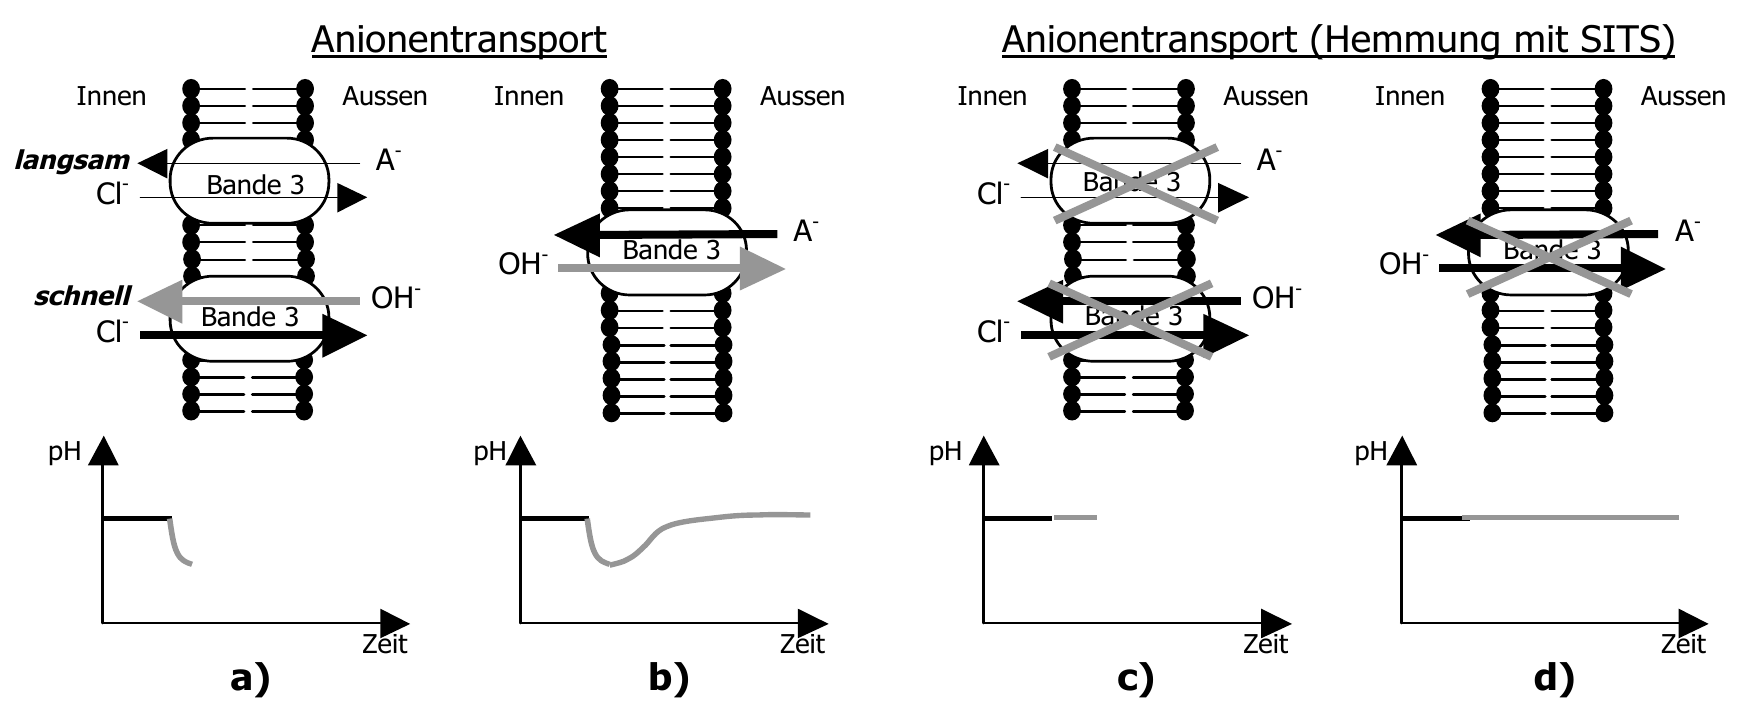 Anionentransport
Anionentransport (Hemmung mit SITS)
Innen
Aussen
langsam
A-
Cl-
Bande 3
schnell
OH-
Cl-
Bande 3
pH
Zeit
a)
Innen
Aussen
A-
OH-
Bande 3
pH
Zeit
b)
Innen
Aussen
A-
Cl-
Bande 3
OH-
Cl-
Bande 3
pH
Zeit
c)
Innen
Aussen
A-
OH-
Bande 3
pH
Zeit
d)